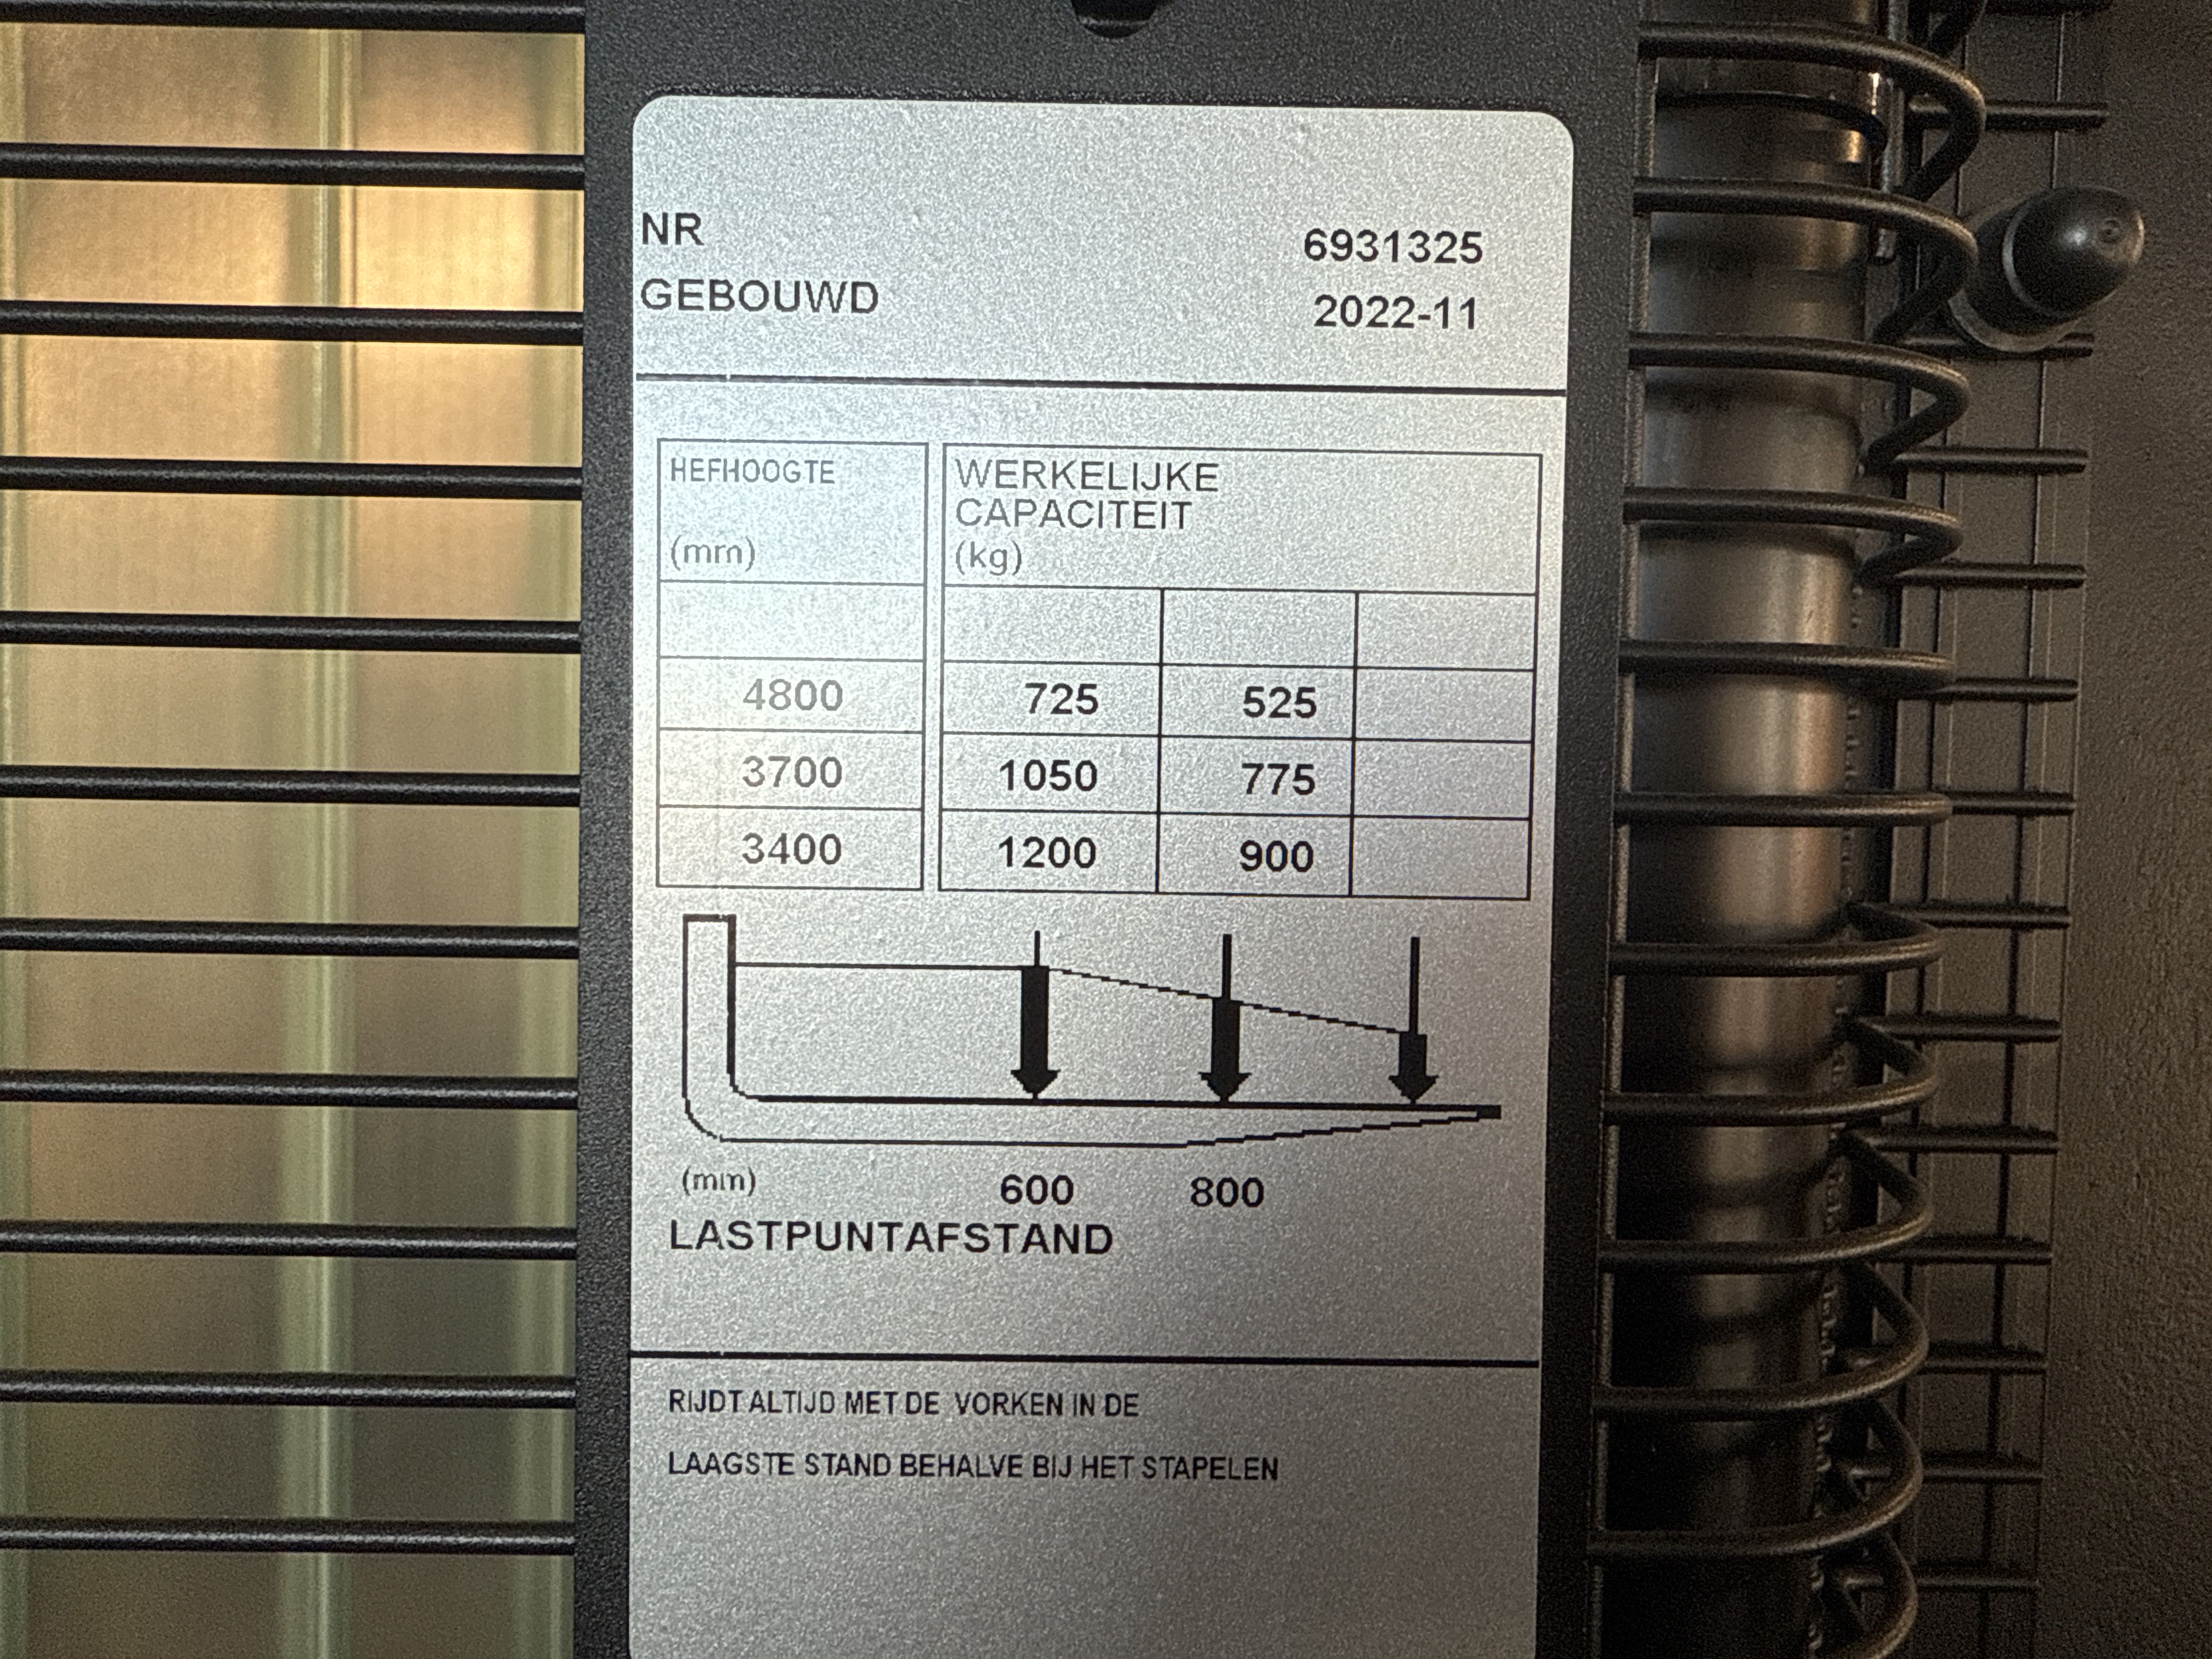 NR 6931325
GEBOUWD 2022-11
HEFHOOGTE
(mm)
WERKELIJKE
CAPACITEIT
(kg)
4800 725 525
3700 1050 775
3400 1200 900
(mm) 600 800
LASTPUNTAFSTAND
RIJDT ALTIJD MET DE VORKEN IN DE
LAAGSTE STAND BEHALVE BIJ HET STAPELEN